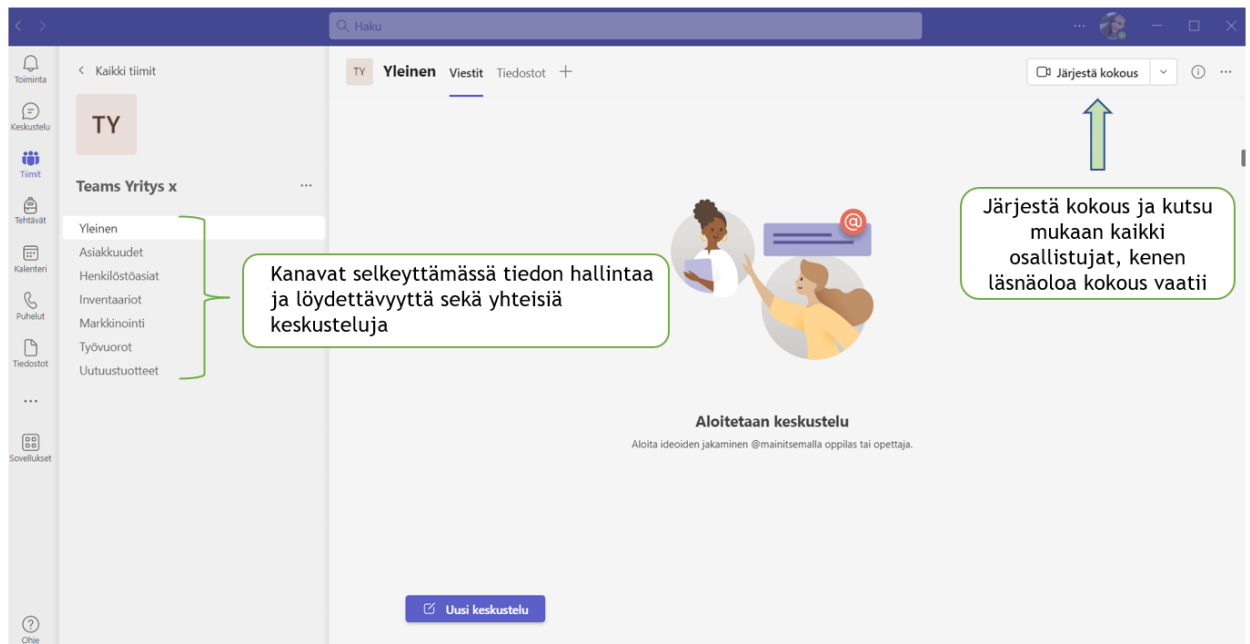 Haku
Toiminta
Keskustelu
Tiimit
Tehtävät
Kalenteri
Puhelut
Tiedostot
Sovellukset
Ohje
Kaikki tiimit
TY
Teams Yritys x
Yleinen
Asiakkuudet
Henkilöstöasiat
Inventaariot
Markkinointi
Työvuorot
Uutuustuotteet
Kanavat selkeyttämässä tiedon hallintaa
ja löydettävyyttä sekä yhteisiä
keskusteluja
TY Yleinen Viestit Tiedostot
Järjestä kokous
Järjestä kokous ja kutsu
mukaan kaikki
osallistujat, kenen
läsnäoloa kokous vaatii
@
Aloitetaan keskustelu
Aloita ideoiden jakaminen @mainitsemalla oppilas tai opettaja.
Uusi keskustelu